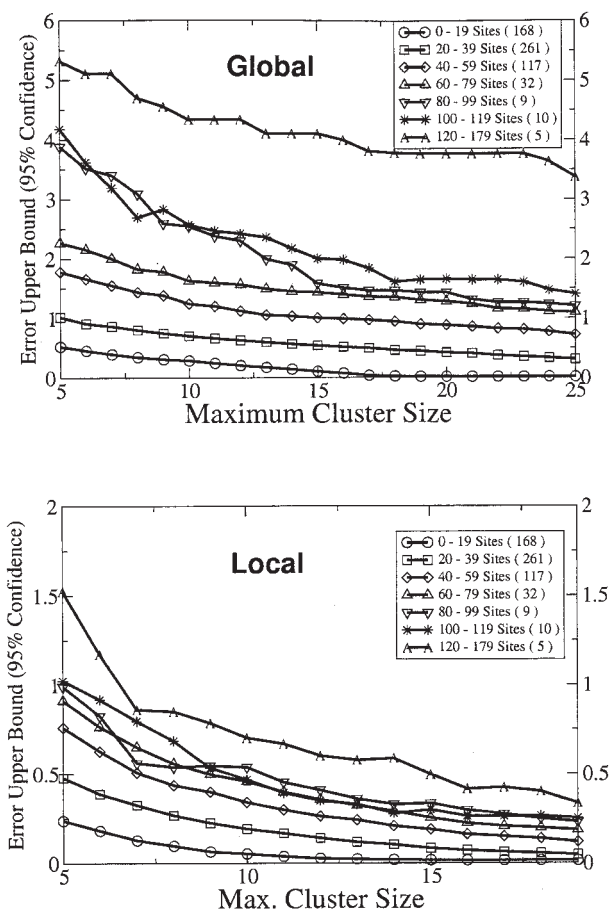 6
5
4
3
2
1
0
Error Upper Bound (95% Confidence)
Global
0 - 19 Sites ( 168)
20 - 39 Sites ( 261)
40 - 59 Sites ( 117)
60 - 79 Sites ( 32)
80 - 99 Sites ( 9)
100 - 119 Sites ( 10)
120 - 179 Sites ( 5)
6
5
4
3
2
1
0
5 10 15 20 25
Maximum Cluster Size
2
1.5
1
0.5
0
Error Upper Bound (95% Confidence)
Local
0 - 19 Sites ( 168)
20 - 39 Sites ( 261)
40 - 59 Sites ( 117)
60 - 79 Sites ( 32)
80 - 99 Sites ( 9)
100 - 119 Sites ( 10)
120 - 179 Sites ( 5)
2
1.5
1
0.5
0
5 10 15
Max. Cluster Size